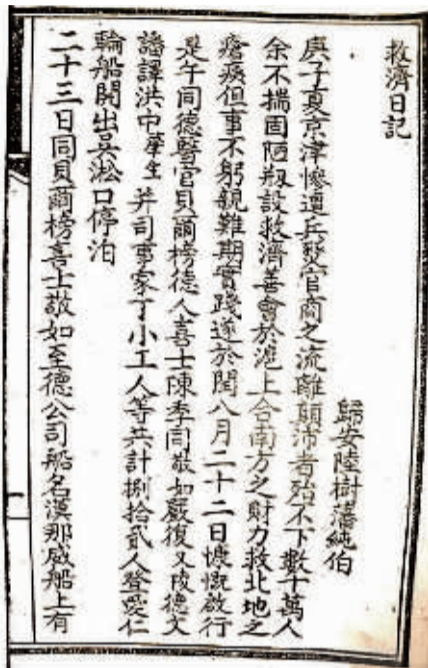 救濟日記
歸安陸樹藩純伯
庚子夏京津慘遭兵燹官商之流離顛沛者殆不下數十萬人
余不揣固陋剏設救濟善會於滬上合南方之財力救北地之
瘡痍但事不躬親難期實踐遂於閏八月二十二日慷慨啟行
是午同德醫官貝爾榜德人喜士陳季同敬如嚴復又陵德文
譯洪中肇生并司事家丁小工人等共計捌拾貳人登愛仁
輪船開出吳淞口停泊
二十三日同貝爾榜喜士敬如至德公司船名漢那威船上有